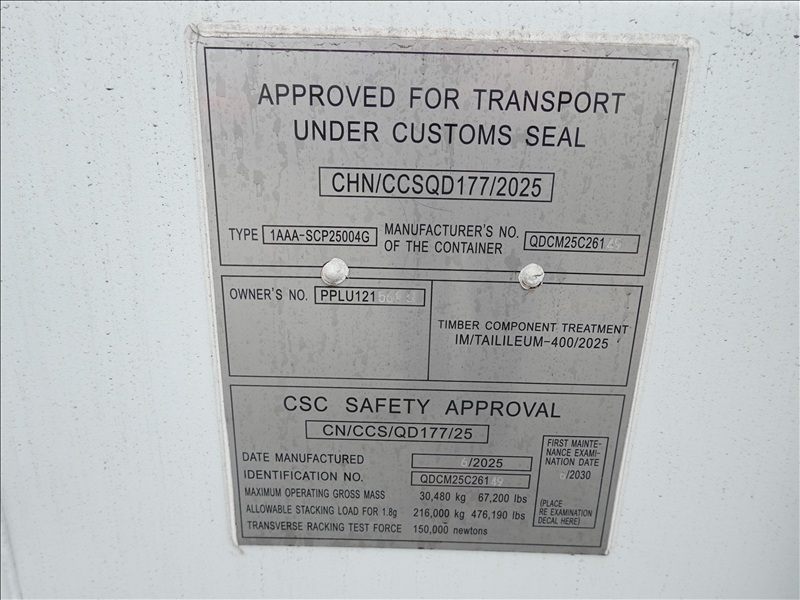 APPROVED FOR TRANSPORT
UNDER CUSTOMS SEAL
CHN/CCSQD177/2025
TYPE 1AAA-SCP25004G MANUFACTURER'S NO. OF THE CONTAINER QDCM25C261
OWNER'S NO. PPLU121
TIMBER COMPONENT TREATMENT
IM/TAILILEUM-400/2025
CSC SAFETY APPROVAL
CN/CCS/QD177/25
DATE MANUFACTURED 6/2025
IDENTIFICATION NO. QDCM25C261
MAXIMUM OPERATING GROSS MASS 30,480 kg 67,200 lbs
ALLOWABLE STACKING LOAD FOR 1.8g 216,000 kg 476,190 lbs
TRANSVERSE RACKING TEST FORCE 150,000 newtons
FIRST MAINTE-
NANCE EXAMI-
NATION DATE
6/2030
(PLACE
RE EXAMINATION
DECAL HERE)